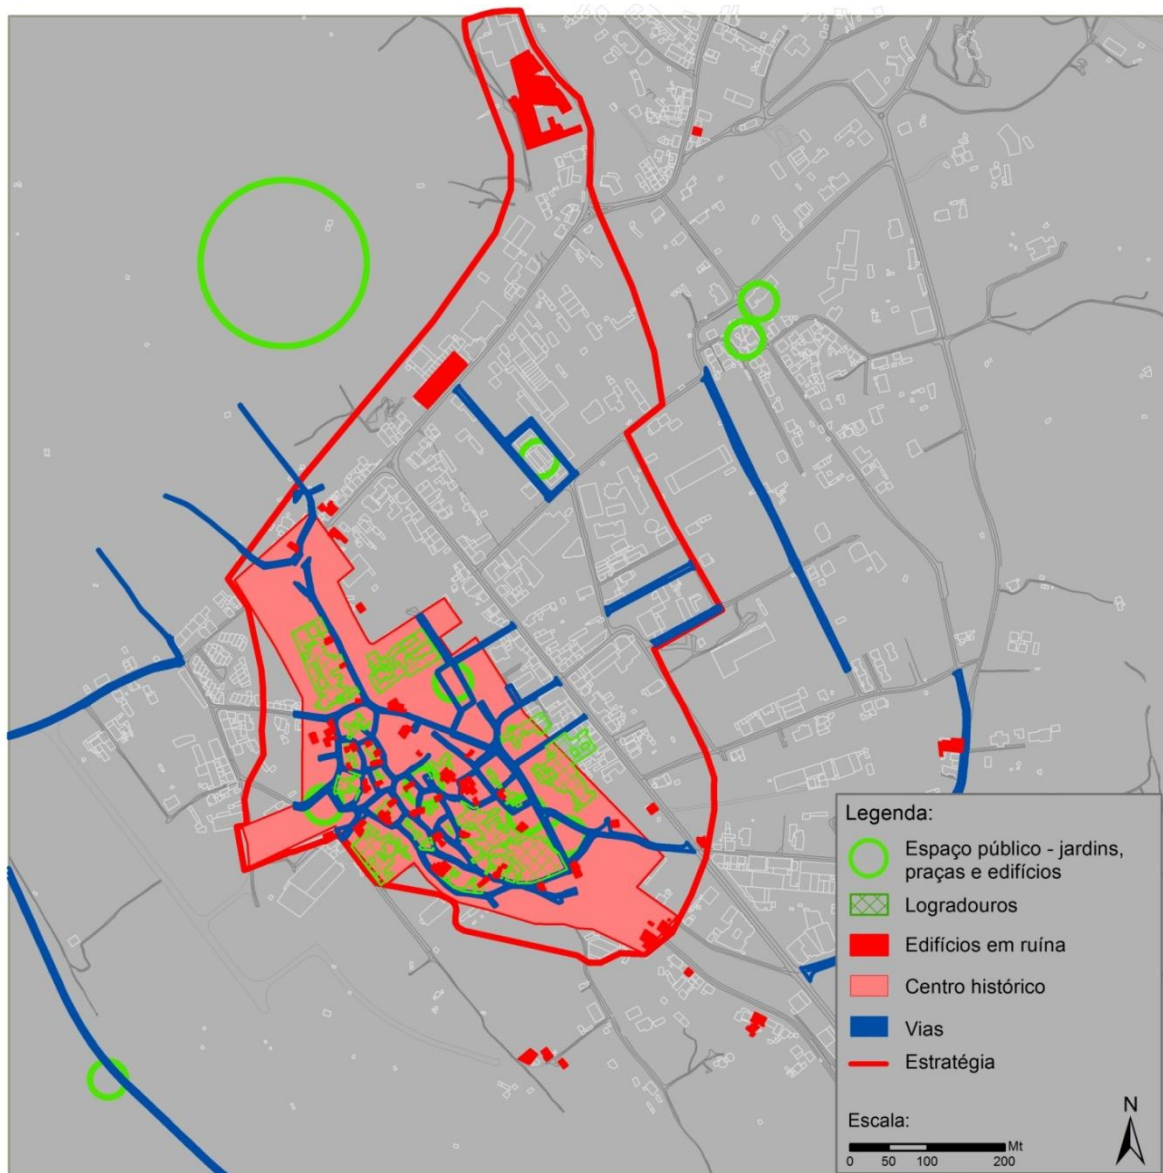 Legenda:
Espaço público - jardins,
praças e edifícios
Logradouros
Edifícios em ruína
Centro histórico
Vias
Estratégia
Escala:
N
Mt
0 50 100 200